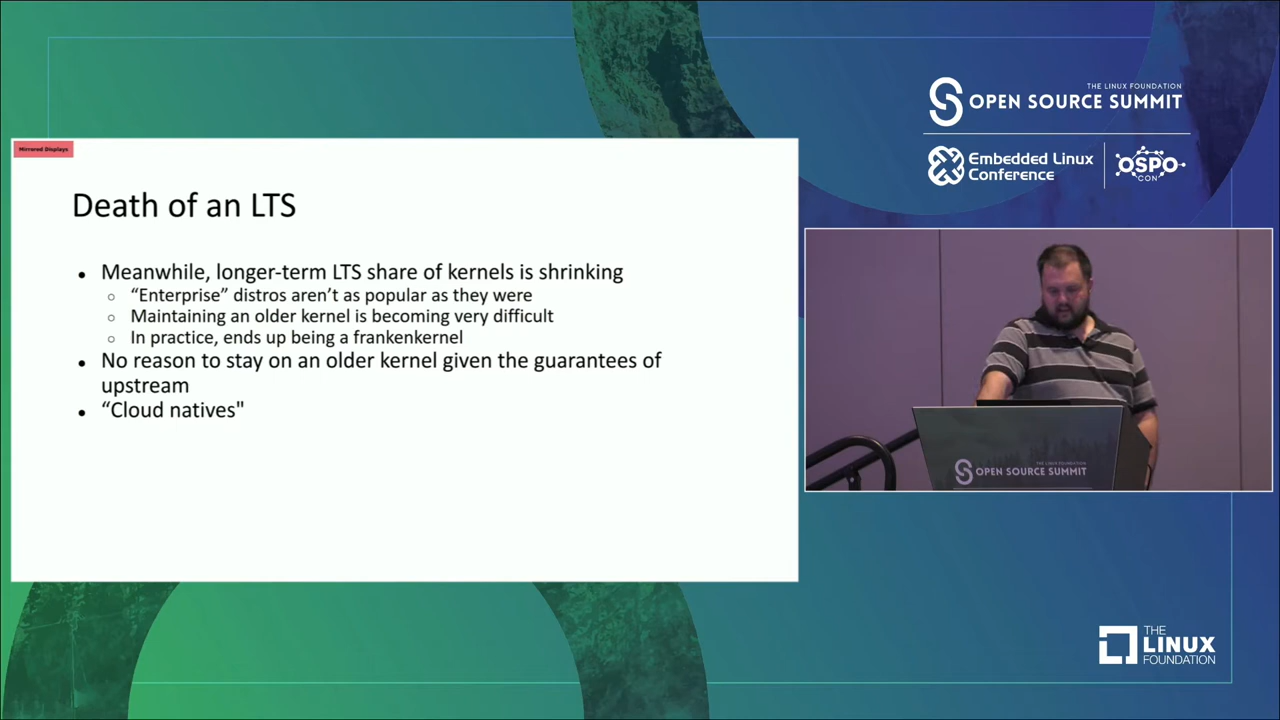 THE LINUX FOUNDATION
OPEN SOURCE SUMMIT
Embedded Linux
Conference
OSPO
CON
Mirrored Displays
Death of an LTS
● Meanwhile, longer-term LTS share of kernels is shrinking
○ “Enterprise” distros aren’t as popular as they were
○ Maintaining an older kernel is becoming very difficult
○ In practice, ends up being a frankenkernel
● No reason to stay on an older kernel given the guarantees of
upstream
● “Cloud natives"
THE LINUX FOUNDATION
OPEN SOURCE SUMMIT
THE
LINUX
FOUNDATION